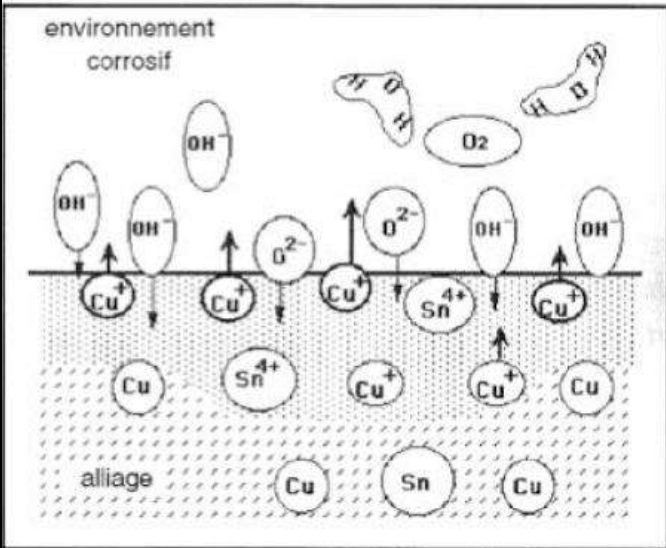 environnement
corrosif
H O H
H O H
O2
OH⁻
OH⁻
OH⁻
O²⁻
O²⁻
OH⁻
OH⁻
Cu⁺
Cu⁺
Cu⁺
Sn⁴⁺
Cu⁺
Cu
Sn⁴⁺
Cu⁺
Cu⁺
Cu
alliage
Cu
Sn
Cu